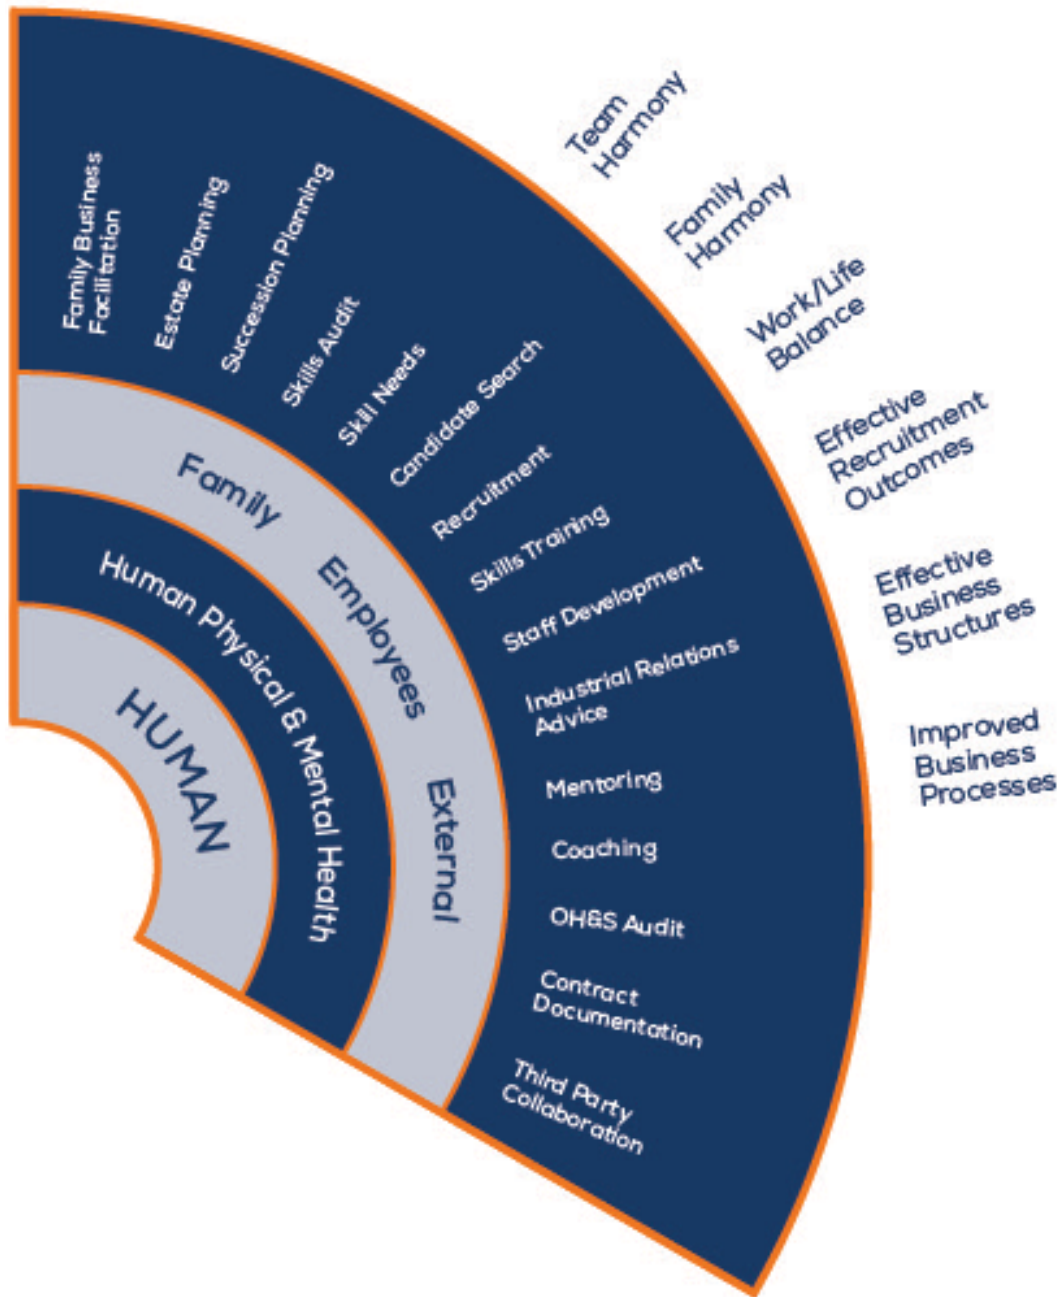 HUMAN
Human Physical & Mental Health
Family
Employees
External
Family Business
Facilitation
Estate Planning
Succession Planning
Skills Audit
Skill Needs
Candidate Search
Recruitment
Skills Training
Staff Development
Industrial Relations
Advice
Mentoring
Coaching
OH&S Audit
Contract
Documentation
Third Party
Collaboration
Team
Harmony
Family
Harmony
Work/Life
Balance
Effective
Recruitment
Outcomes
Effective
Business
Structures
Improved
Business
Processes